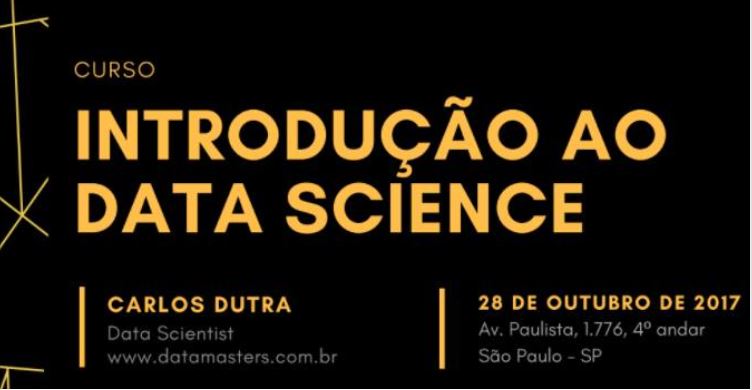 CURSO
INTRODUÇÃO AO
DATA SCIENCE
CARLOS DUTRA
Data Scientist
www.datamasters.com.br
28 DE OUTUBRO DE 2017
Av. Paulista, 1.776, 4º andar
São Paulo - SP